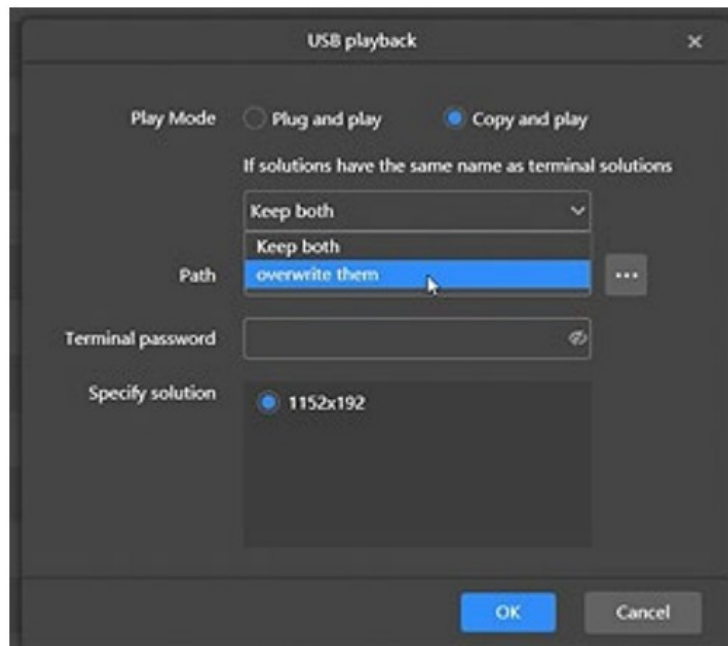 USB playback
Play Mode Plug and play Copy and play
If solutions have the same name as terminal solutions
Keep both
Keep both
Path overwrite them
Terminal password
Specify solution 1152x192
OK Cancel